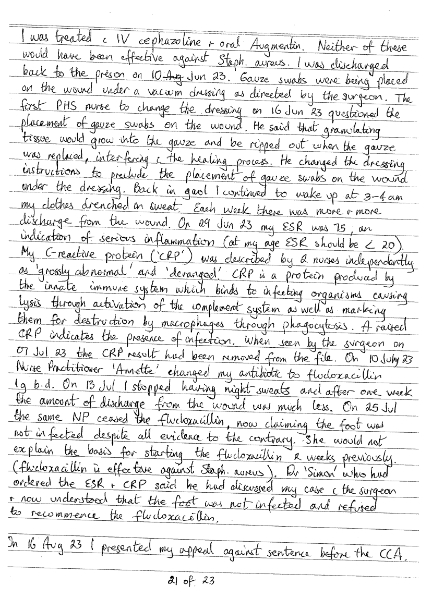 I was treated c IV cephazoline + oral Augmentin. Neither of these
would have been effective against Staph. aureus. I was discharged
back to the prison on 10 Aug Jun 23. Gauze swabs were being placed
on the wound under a vacuum dressing as directed by the surgeon. The
first PHS nurse to change the dressing on 16 Jun 23 questioned the
placement of gauze swabs on the wound. He said that granulating
tissue would grow into the gauze and be ripped out when the gauze
was replaced, interfering c the healing process. He changed the dressing
instructions to preclude the placement of gauze swabs on the wound
under the dressing. Back in gaol I continued to wake up at 3-4am
my clothes drenched in sweat. Each week there was more + more
discharge from the wound. On 29 Jun 23 my ESR was 75, an
indication of serious inflammation (at my age ESR should be < 20).
My C-reactive protein ('CRP') was described by 2 nurses independently
as 'grossly abnormal' and 'deranged'. CRP is a protein produced by
the innate immune system which binds to infecting organisms causing
lysis through activation of the complement system as well as marking
them for destruction by macrophages through phagocytosis. A raised
CRP indicates the presence of infection. When seen by the surgeon on
07 Jul 23 the CRP result had been removed from the file. On 10 July 23
Nurse Practitioner 'Annette' changed my antibiotic to flucloxacillin
1g b.d. On 13 Jul I stopped having night sweats and after one week
the amount of discharge from the wound was much less. On 25 Jul
the same NP ceased the flucloxacillin, now claiming the foot was
not infected despite all evidence to the contrary. She would not
explain the basis for starting the flucloxacillin 2 weeks previously.
(flucloxacillin is effective against Staph. aureus). Dr 'Simon' who had
ordered the ESR + CRP said he had discussed my case c the surgeon
+ now understood that the foot was not infected and refused
to recommence the flucloxacillin.
On 16 Aug 23 I presented my appeal against sentence before the CCA.
21 of 23